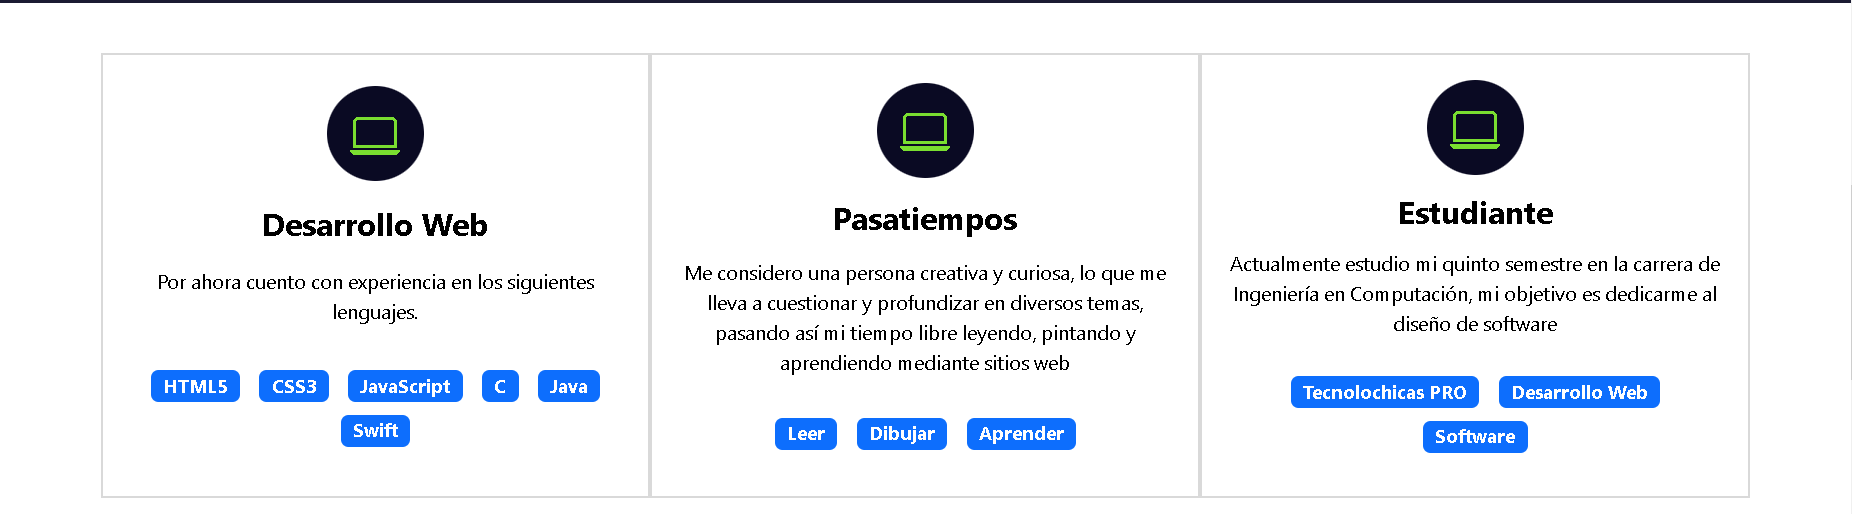 Desarrollo Web
Por ahora cuento con experiencia en los siguientes
lenguajes.
HTML5 CSS3 JavaScript C Java
Swift
Pasatiempos
Me considero una persona creativa y curiosa, lo que me
lleva a cuestionar y profundizar en diversos temas,
pasando así mi tiempo libre leyendo, pintando y
aprendiendo mediante sitios web
Leer Dibujar Aprender
Estudiante
Actualmente estudio mi quinto semestre en la carrera de
Ingeniería en Computación, mi objetivo es dedicarme al
diseño de software
Tecnolochicas PRO Desarrollo Web
Software